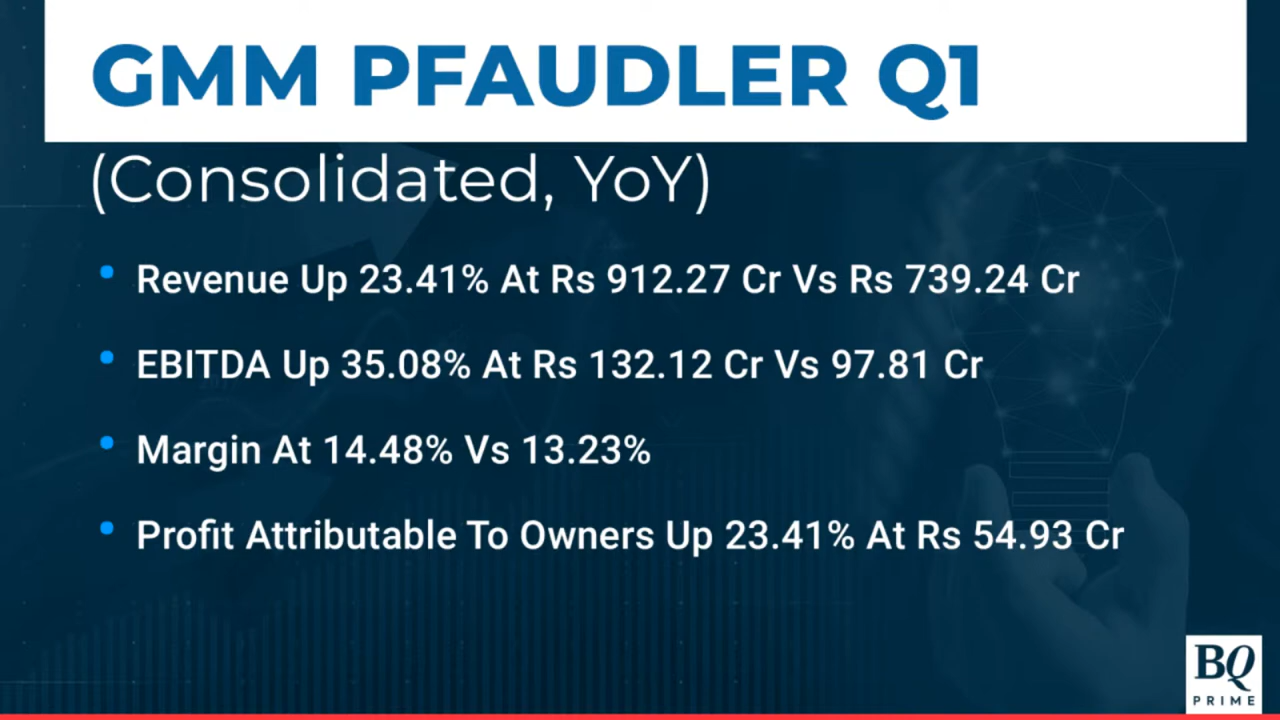 GMM PFAUDLER Q1
(Consolidated, YoY)
• Revenue Up 23.41% At Rs 912.27 Cr Vs Rs 739.24 Cr
• EBITDA Up 35.08% At Rs 132.12 Cr Vs 97.81 Cr
• Margin At 14.48% Vs 13.23%
• Profit Attributable To Owners Up 23.41% At Rs 54.93 Cr
BQ
PRIME